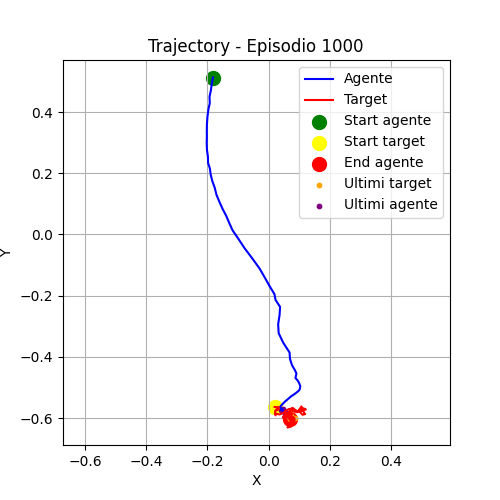 Trajectory - Episodio 1000
Agente
Target
Start agente
Start target
End agente
Ultimi target
Ultimi agente
0.4
0.2
0.0
−0.2
−0.4
−0.6
Y
−0.6
−0.4
−0.2
0.0
0.2
0.4
X